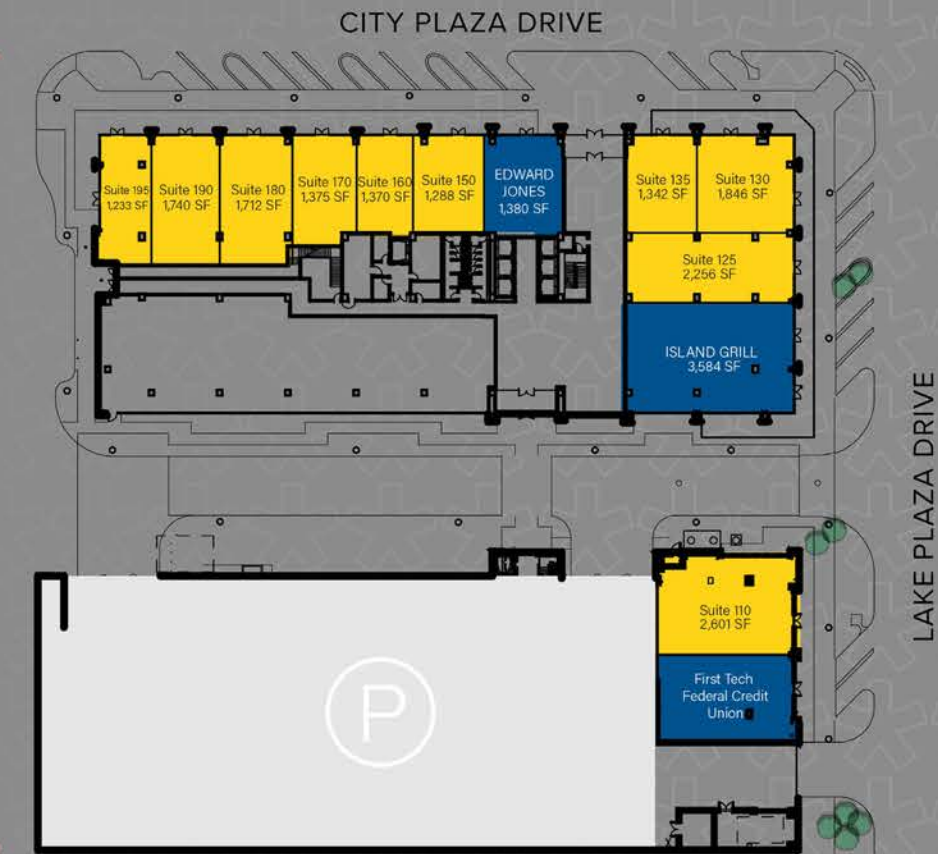 CITY PLAZA DRIVE
Suite 195
1,233 SF
Suite 190
1,740 SF
Suite 180
1,712 SF
Suite 170
1,375 SF
Suite 160
1,370 SF
Suite 150
1,288 SF
EDWARD
JONES
1,380 SF
Suite 135
1,342 SF
Suite 130
1,846 SF
Suite 125
2,256 SF
ISLAND GRILL
3,584 SF
LAKE PLAZA DRIVE
Suite 110
2,601 SF
First Tech
Federal Credit
Union
P